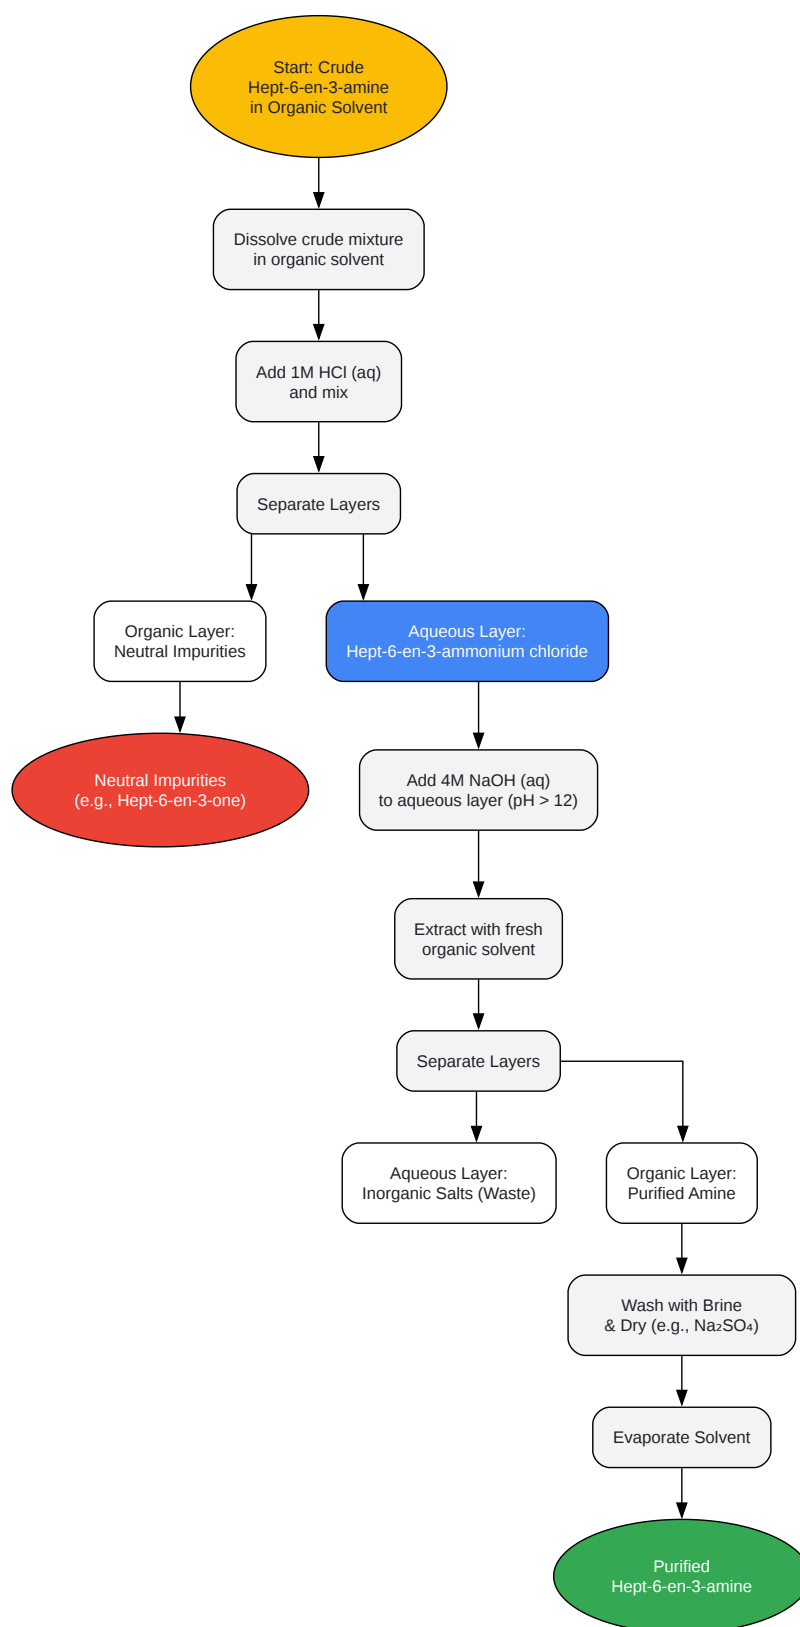 Start: Crude
Hept-6-en-3-amine
in Organic Solvent
Dissolve crude mixture
in organic solvent
Add 1M HCl (aq)
and mix
Separate Layers
Organic Layer:
Neutral Impurities
Aqueous Layer:
Hept-6-en-3-ammonium chloride
Neutral Impurities
(e.g., Hept-6-en-3-one)
Add 4M NaOH (aq)
to aqueous layer (pH > 12)
Extract with fresh
organic solvent
Separate Layers
Aqueous Layer:
Inorganic Salts (Waste)
Organic Layer:
Purified Amine
Wash with Brine
& Dry (e.g., Na₂SO₄)
Evaporate Solvent
Purified
Hept-6-en-3-amine